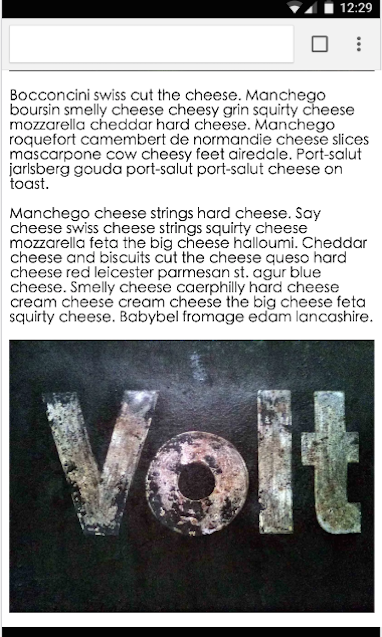 12:29
Bocconcini swiss cut the cheese. Manchego
boursin smelly cheese cheesy grin squirty cheese
mozzarella cheddar hard cheese. Manchego
roquefort camembert de normandie cheese slices
mascarpone cow cheesy feet airedale. Port-salut
jarlsberg gouda port-salut port-salut cheese on
toast.
Manchego cheese strings hard cheese. Say
cheese swiss cheese strings squirty cheese
mozzarella feta the big cheese halloumi. Cheddar
cheese and biscuits cut the cheese queso hard
cheese red leicester parmesan st. agur blue
cheese. Smelly cheese caerphilly hard cheese
cream cheese cream cheese the big cheese feta
squirty cheese. Babybel fromage edam lancashire.
Volt